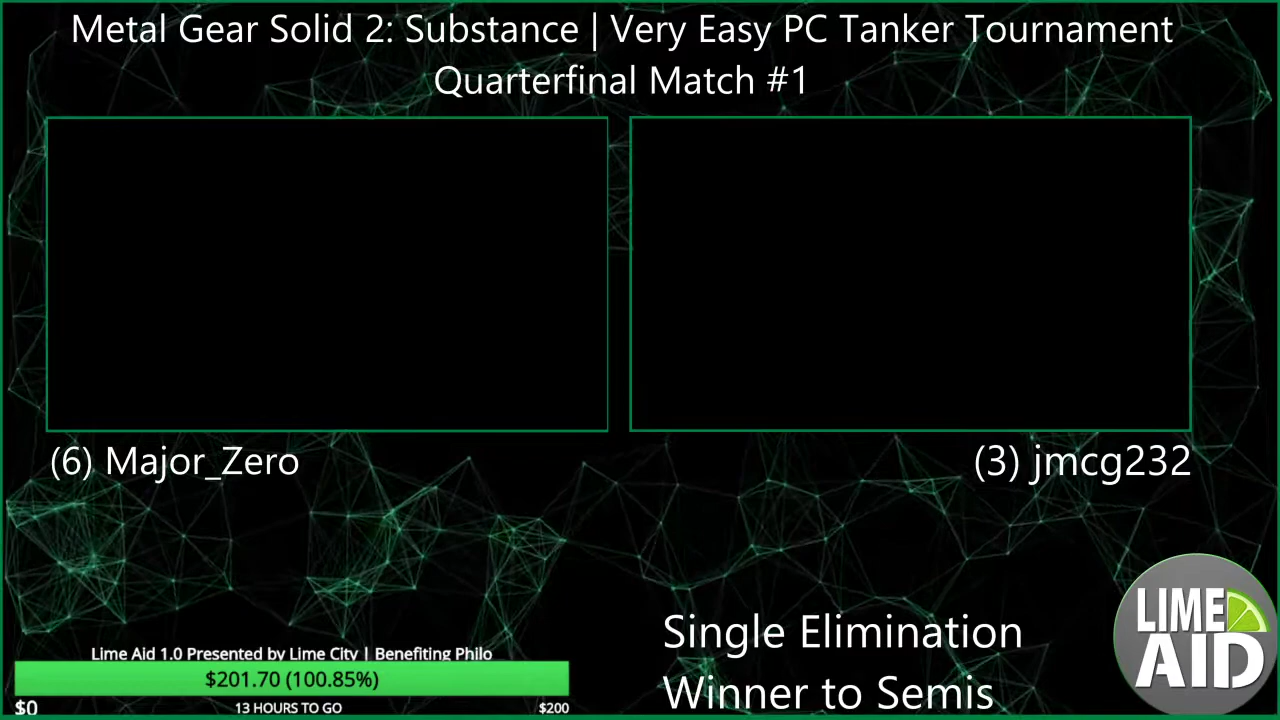 Metal Gear Solid 2: Substance | Very Easy PC Tanker Tournament
Quarterfinal Match #1
(6) Major_Zero
(3) jmcg232
Single Elimination
Winner to Semis
Lime Aid 1.0 Presented by Lime City | Benefiting Philo
$201.70 (100.85%)
$0
13 HOURS TO GO
$200
LIME
AID